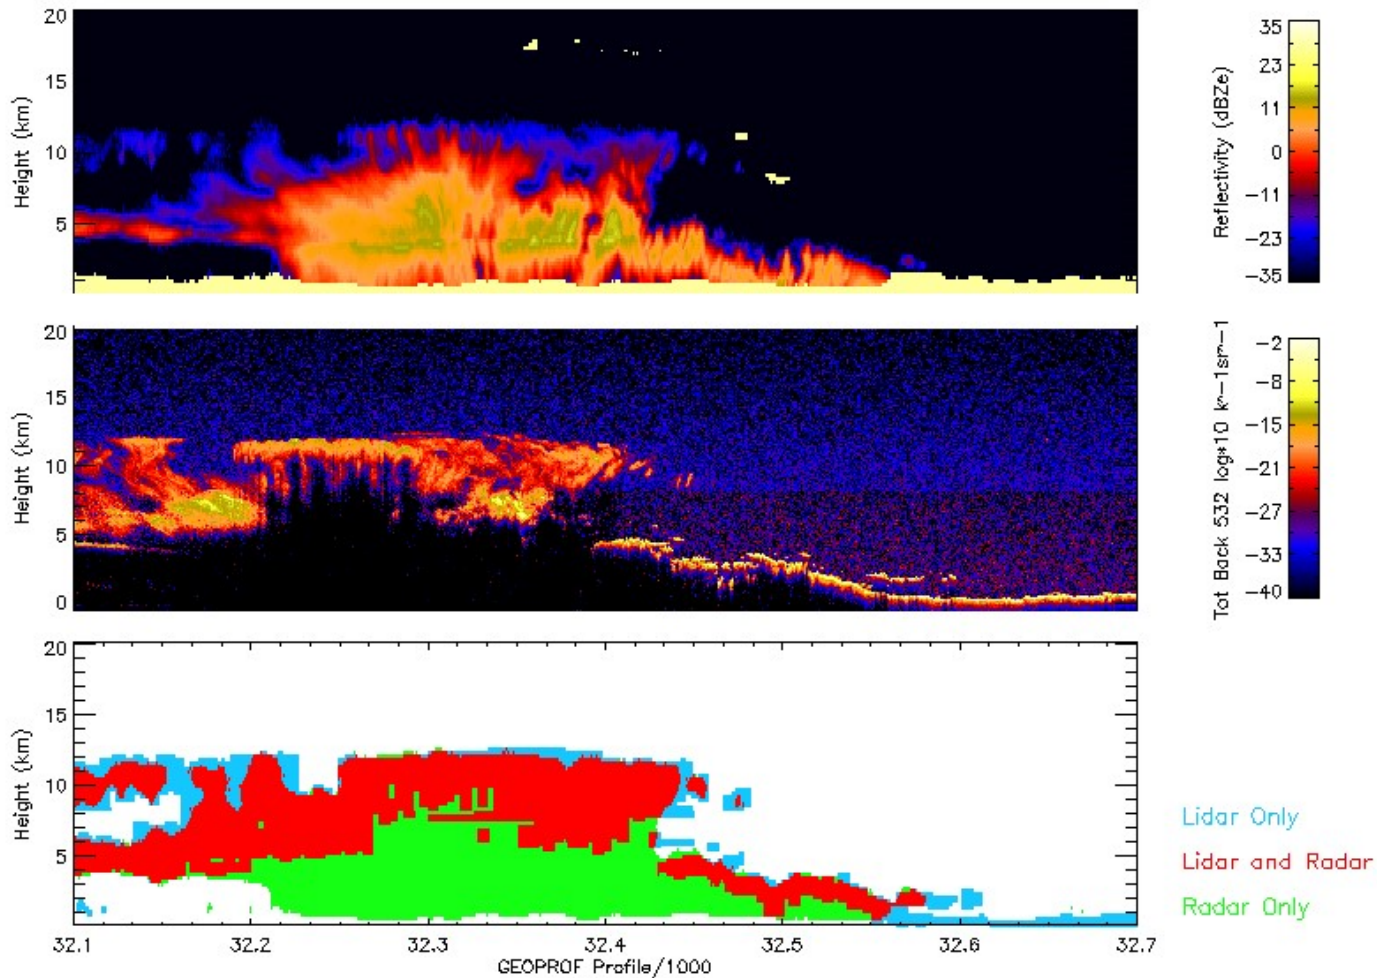 20
15
10
5
Height (km)
35
23
11
0
-11
-23
-35
Reflectivity (dBZe)
20
15
10
5
0
Height (km)
-2
-8
-15
-21
-27
-33
-40
Tot Back 532 log*10 k^-1sr^-1
20
15
10
5
Height (km)
32.1 32.2 32.3 32.4 32.5 32.6 32.7
GEOPROF Profile/1000
Lidar Only
Lidar and Radar
Radar Only